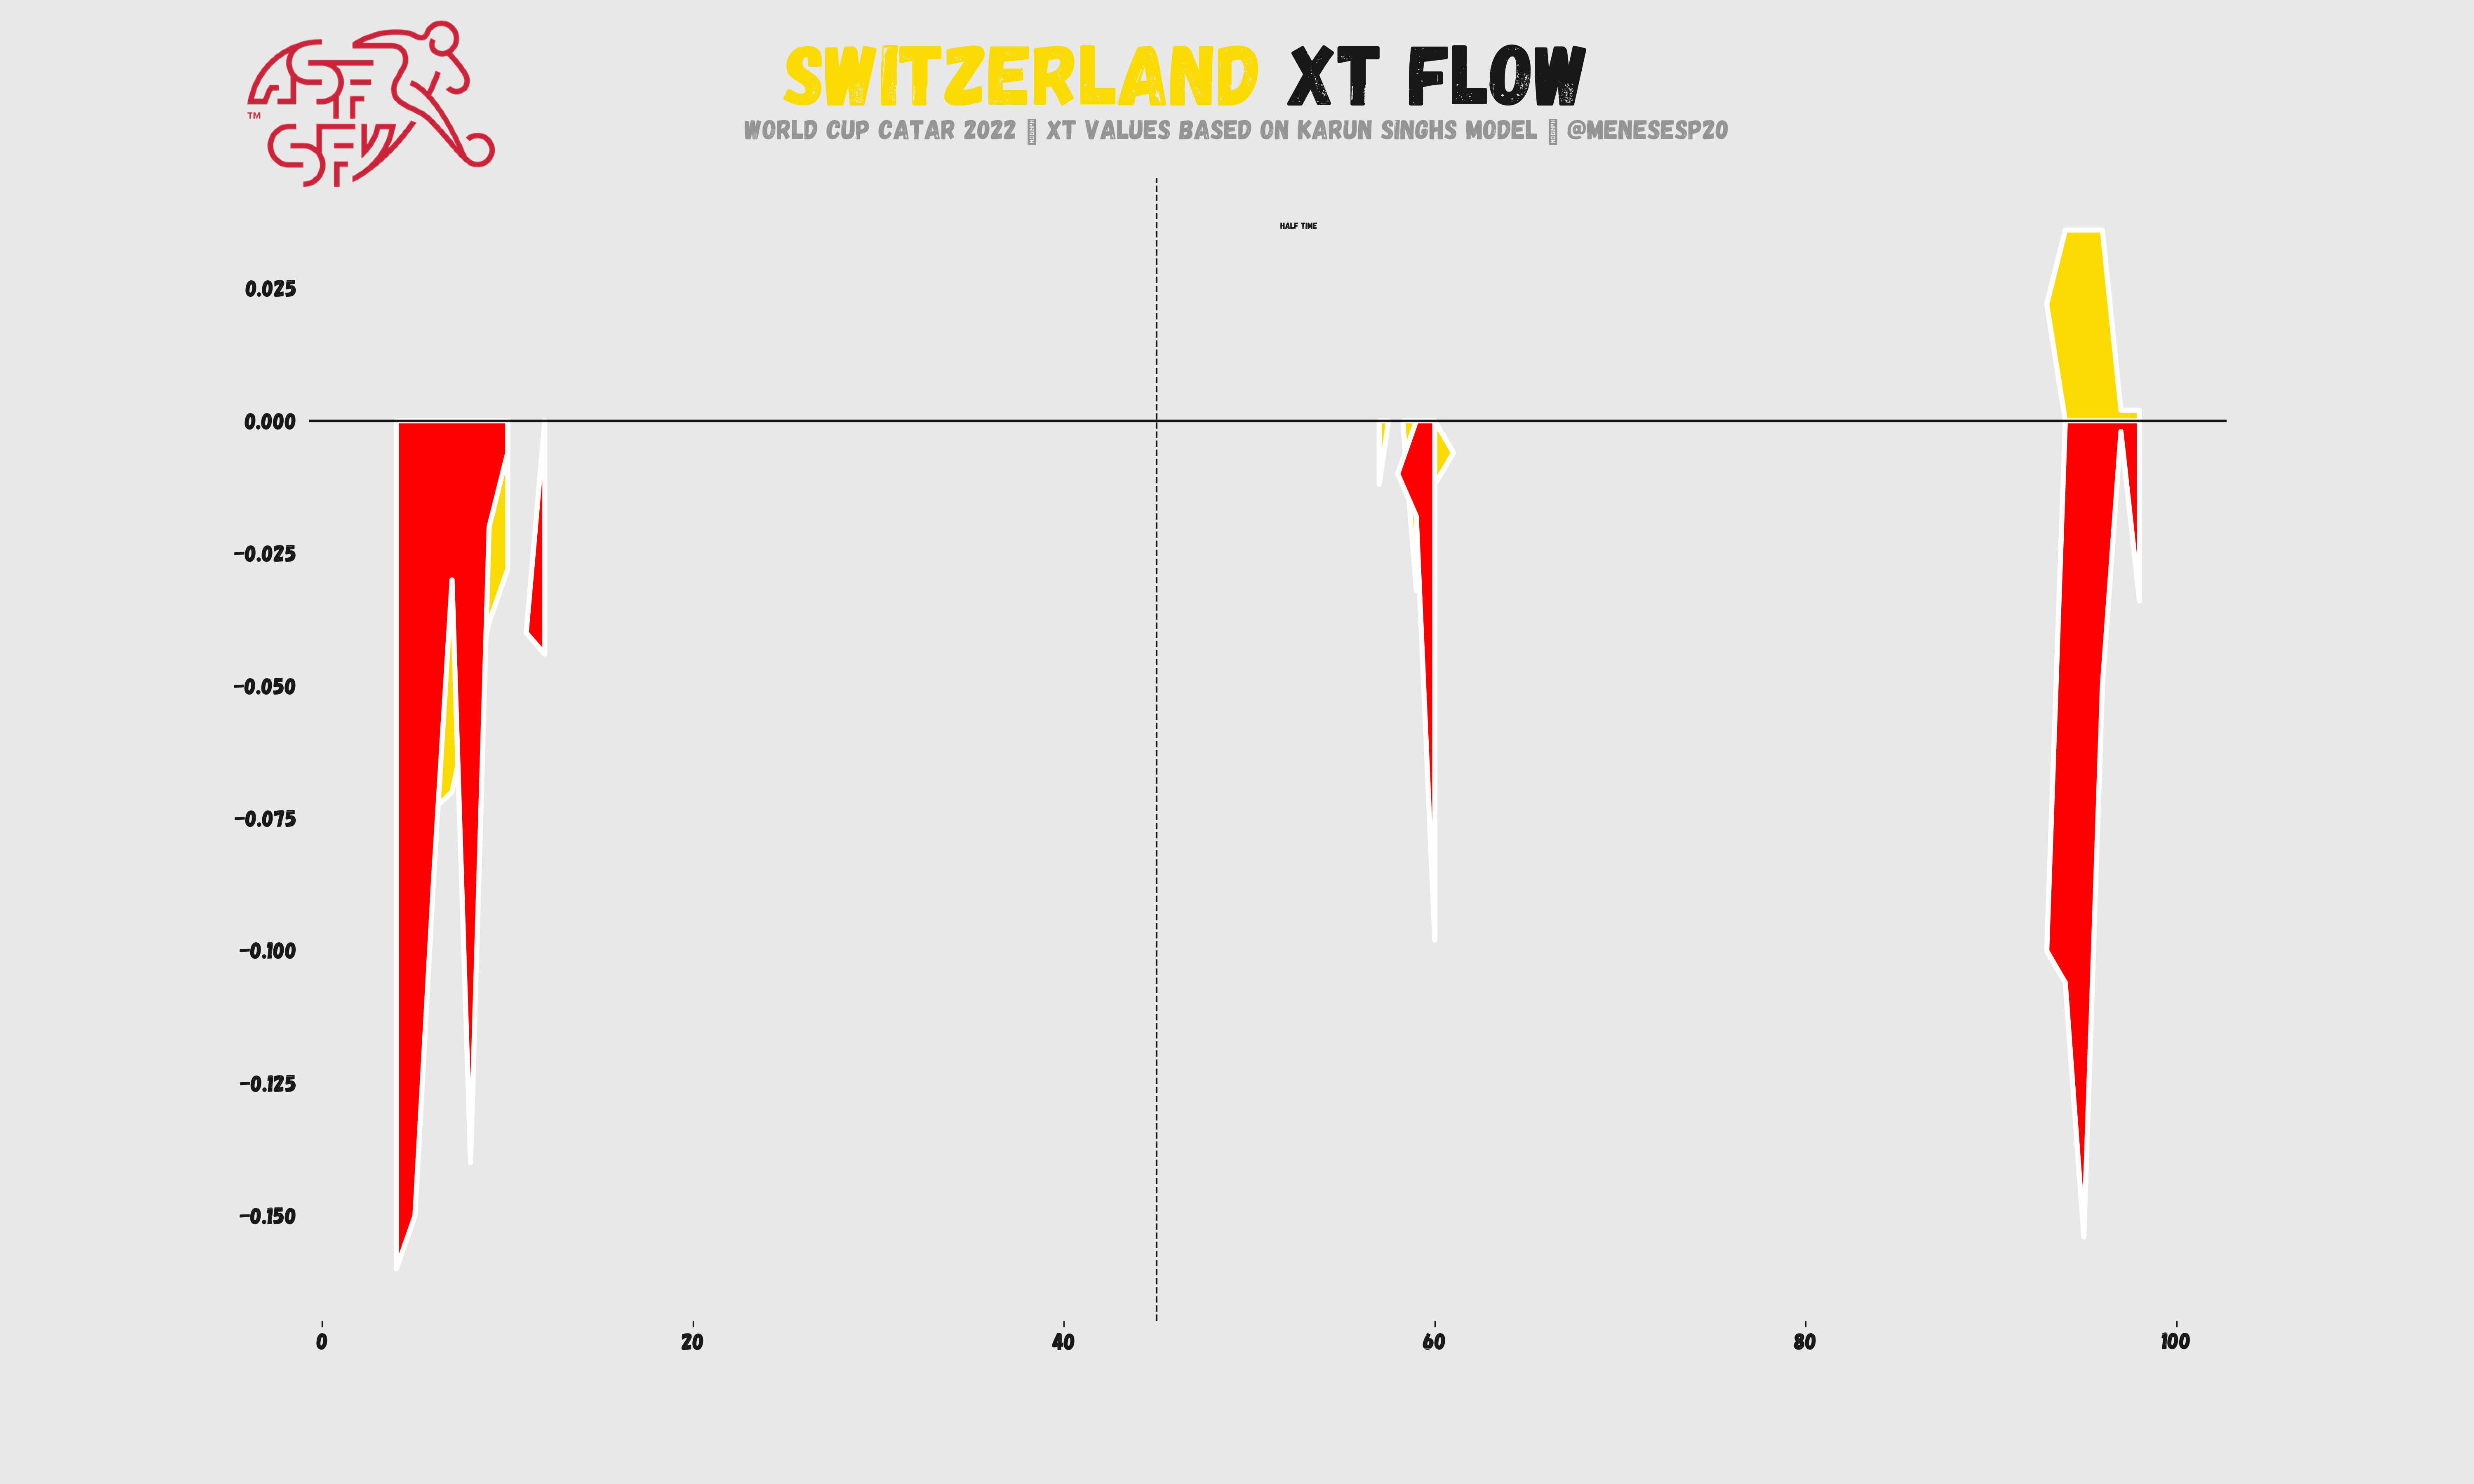 ASF
SFV
TM
SWITZERLAND XT FLOW
WORLD CUP CATAR 2022 | XT VALUES BASED ON KARUN SINGHS MODEL | @MENESESP20
HALF TIME
0.025
0.000
−0.025
−0.050
−0.075
−0.100
−0.125
−0.150
0 20 40 60 80 100